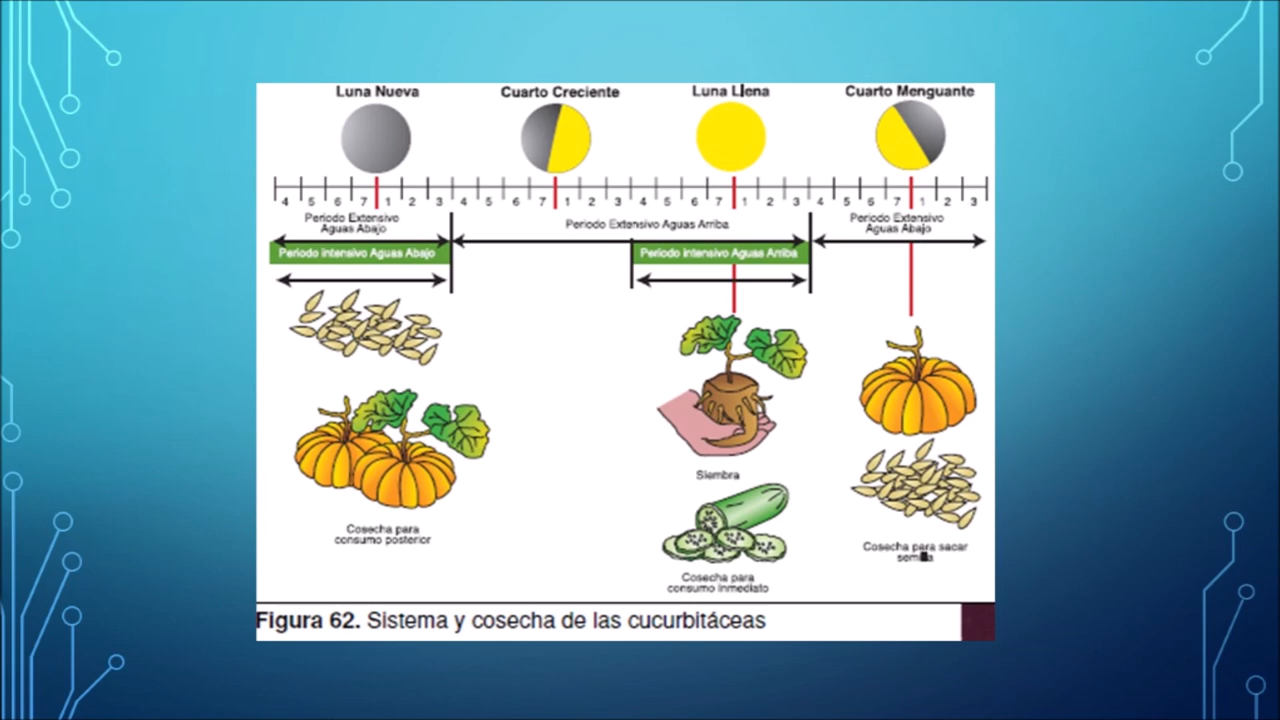 Luna Nueva
Cuarto Creciente
Luna Llena
Cuarto Menguante
4 5 6 7 1 2 3 4 5 6 7 1 2 3 4 5 6 7 1 2 3 4 5 6 7 1 2 3
Periodo Extensivo
Aguas Abajo
Periodo Extensivo Aguas Arriba
Periodo Extensivo
Aguas Abajo
Periodo intensivo Aguas Abajo
Periodo intensivo Aguas Arriba
Cosecha para
consumo posterior
Siembra
Cosecha para
consumo inmediato
Cosecha para sacar
semilla
Figura 62. Sistema y cosecha de las cucurbitáceas